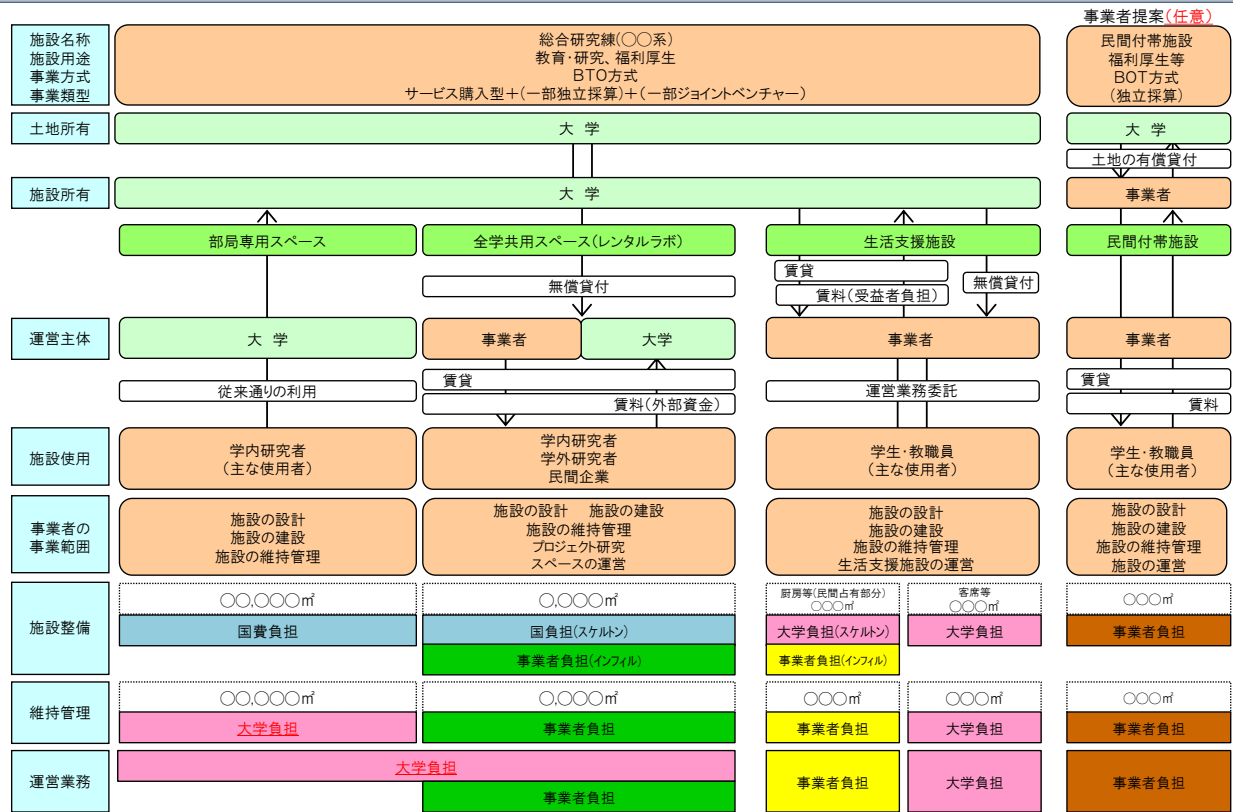 事業者提案(任意)
施設名称
施設用途
事業方式
事業類型
総合研究練(○○系)
教育・研究、福利厚生
BTO方式
サービス購入型+(一部独立採算)+(一部ジョイントベンチャー)
民間付帯施設
福利厚生等
BOT方式
(独立採算)
土地所有
大 学
大 学
土地の有償貸付
施設所有
大 学
事業者
部局専用スペース
全学共用スペース(レンタルラボ)
生活支援施設
民間付帯施設
無償貸付
賃貸
賃料(受益者負担)
無償貸付
運営主体
大 学
事業者
大学
事業者
事業者
従来通りの利用
賃貸
賃料(外部資金)
運営業務委託
賃貸
賃料
施設使用
学内研究者
(主な使用者)
学内研究者
学外研究者
民間企業
学生・教職員
(主な使用者)
学生・教職員
(主な使用者)
事業者の
事業範囲
施設の設計
施設の建設
施設の維持管理
施設の設計 施設の建設
施設の維持管理
プロジェクト研究
スペースの運営
施設の設計
施設の建設
施設の維持管理
生活支援施設の運営
施設の設計
施設の建設
施設の維持管理
施設の運営
施設整備
○○,○○○㎡
○,○○○㎡
厨房等(民間占有部分)
○○○㎡
客席等
○○○㎡
○○○㎡
国費負担
国負担(スケルトン)
大学負担(スケルトン)
大学負担
事業者負担
事業者負担(インフィル)
事業者負担(インフィル)
維持管理
○○,○○○㎡
○,○○○㎡
○○○㎡
○○○㎡
○○○㎡
大学負担
事業者負担
事業者負担
大学負担
事業者負担
運営業務
大学負担
事業者負担
事業者負担
大学負担
事業者負担